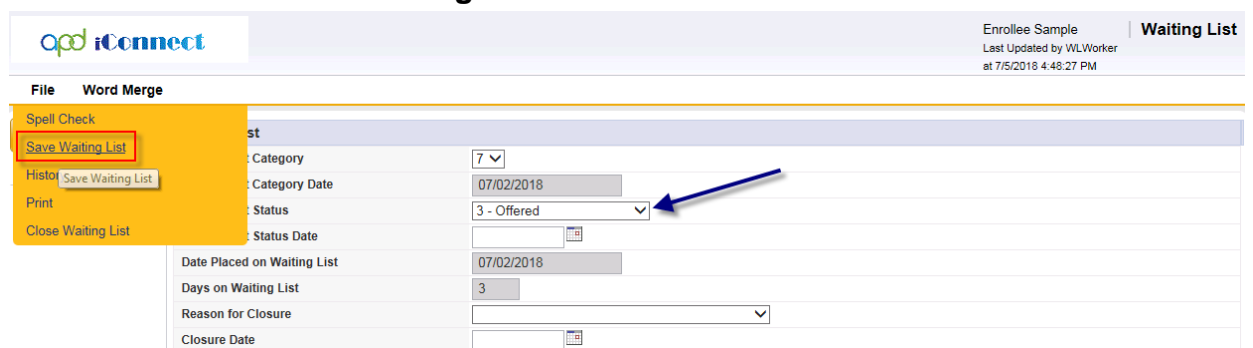 g
apd iConnect
Enrollee Sample
Last Updated by WLWorker
at 7/5/2018 4:48:27 PM
Waiting List
File Word Merge
Spell Check
Save Waiting List
Histor
Save Waiting List
Print
Close Waiting List
st
Category 7
Category Date 07/02/2018
Status 3 - Offered
Status Date
Date Placed on Waiting List 07/02/2018
Days on Waiting List 3
Reason for Closure
Closure Date